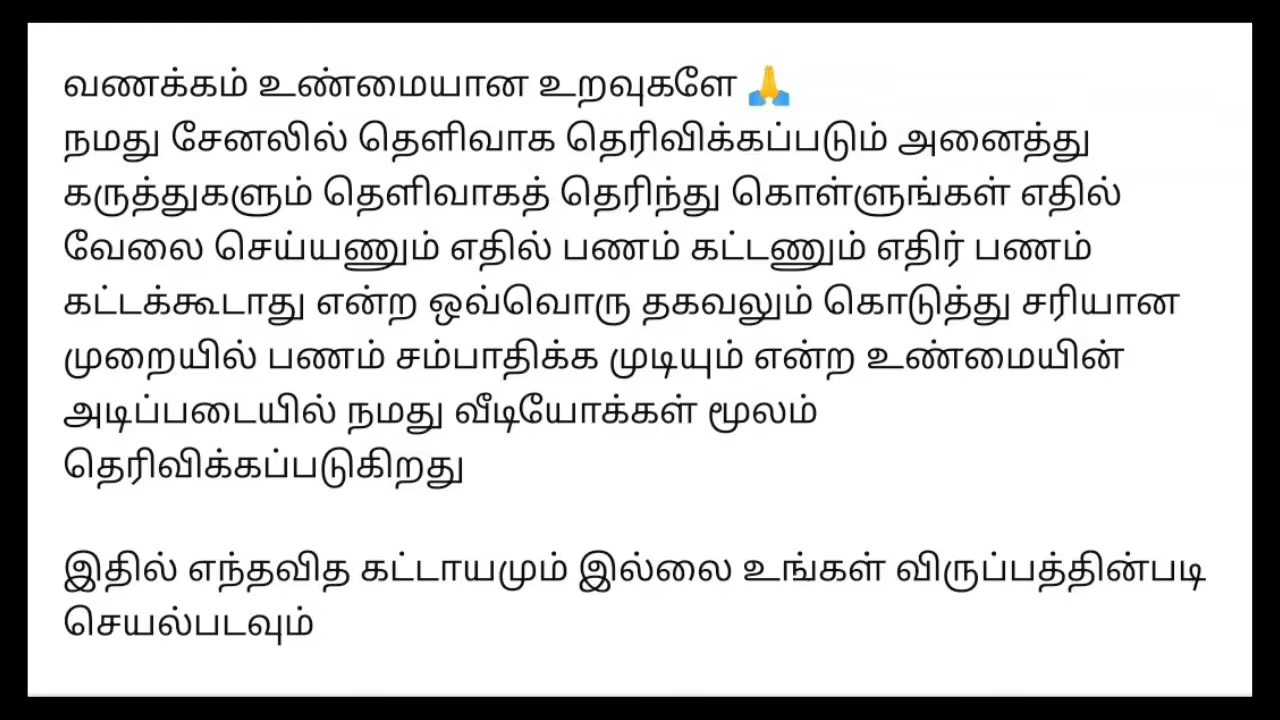 வணக்கம் உண்மையான உறவுகளே 🙏
நமது சேனலில் தெளிவாக தெரிவிக்கப்படும் அனைத்து
கருத்துகளும் தெளிவாகத் தெரிந்து கொள்ளுங்கள் எதில்
வேலை செய்யணும் எதில் பணம் கட்டணும் எதிர் பணம்
கட்டக்கூடாது என்ற ஒவ்வொரு தகவலும் கொடுத்து சரியான
முறையில் பணம் சம்பாதிக்க முடியும் என்ற உண்மையின்
அடிப்படையில் நமது வீடியோக்கள் மூலம்
தெரிவிக்கப்படுகிறது
இதில் எந்தவித கட்டாயமும் இல்லை உங்கள் விருப்பத்தின்படி
செயல்படவும்